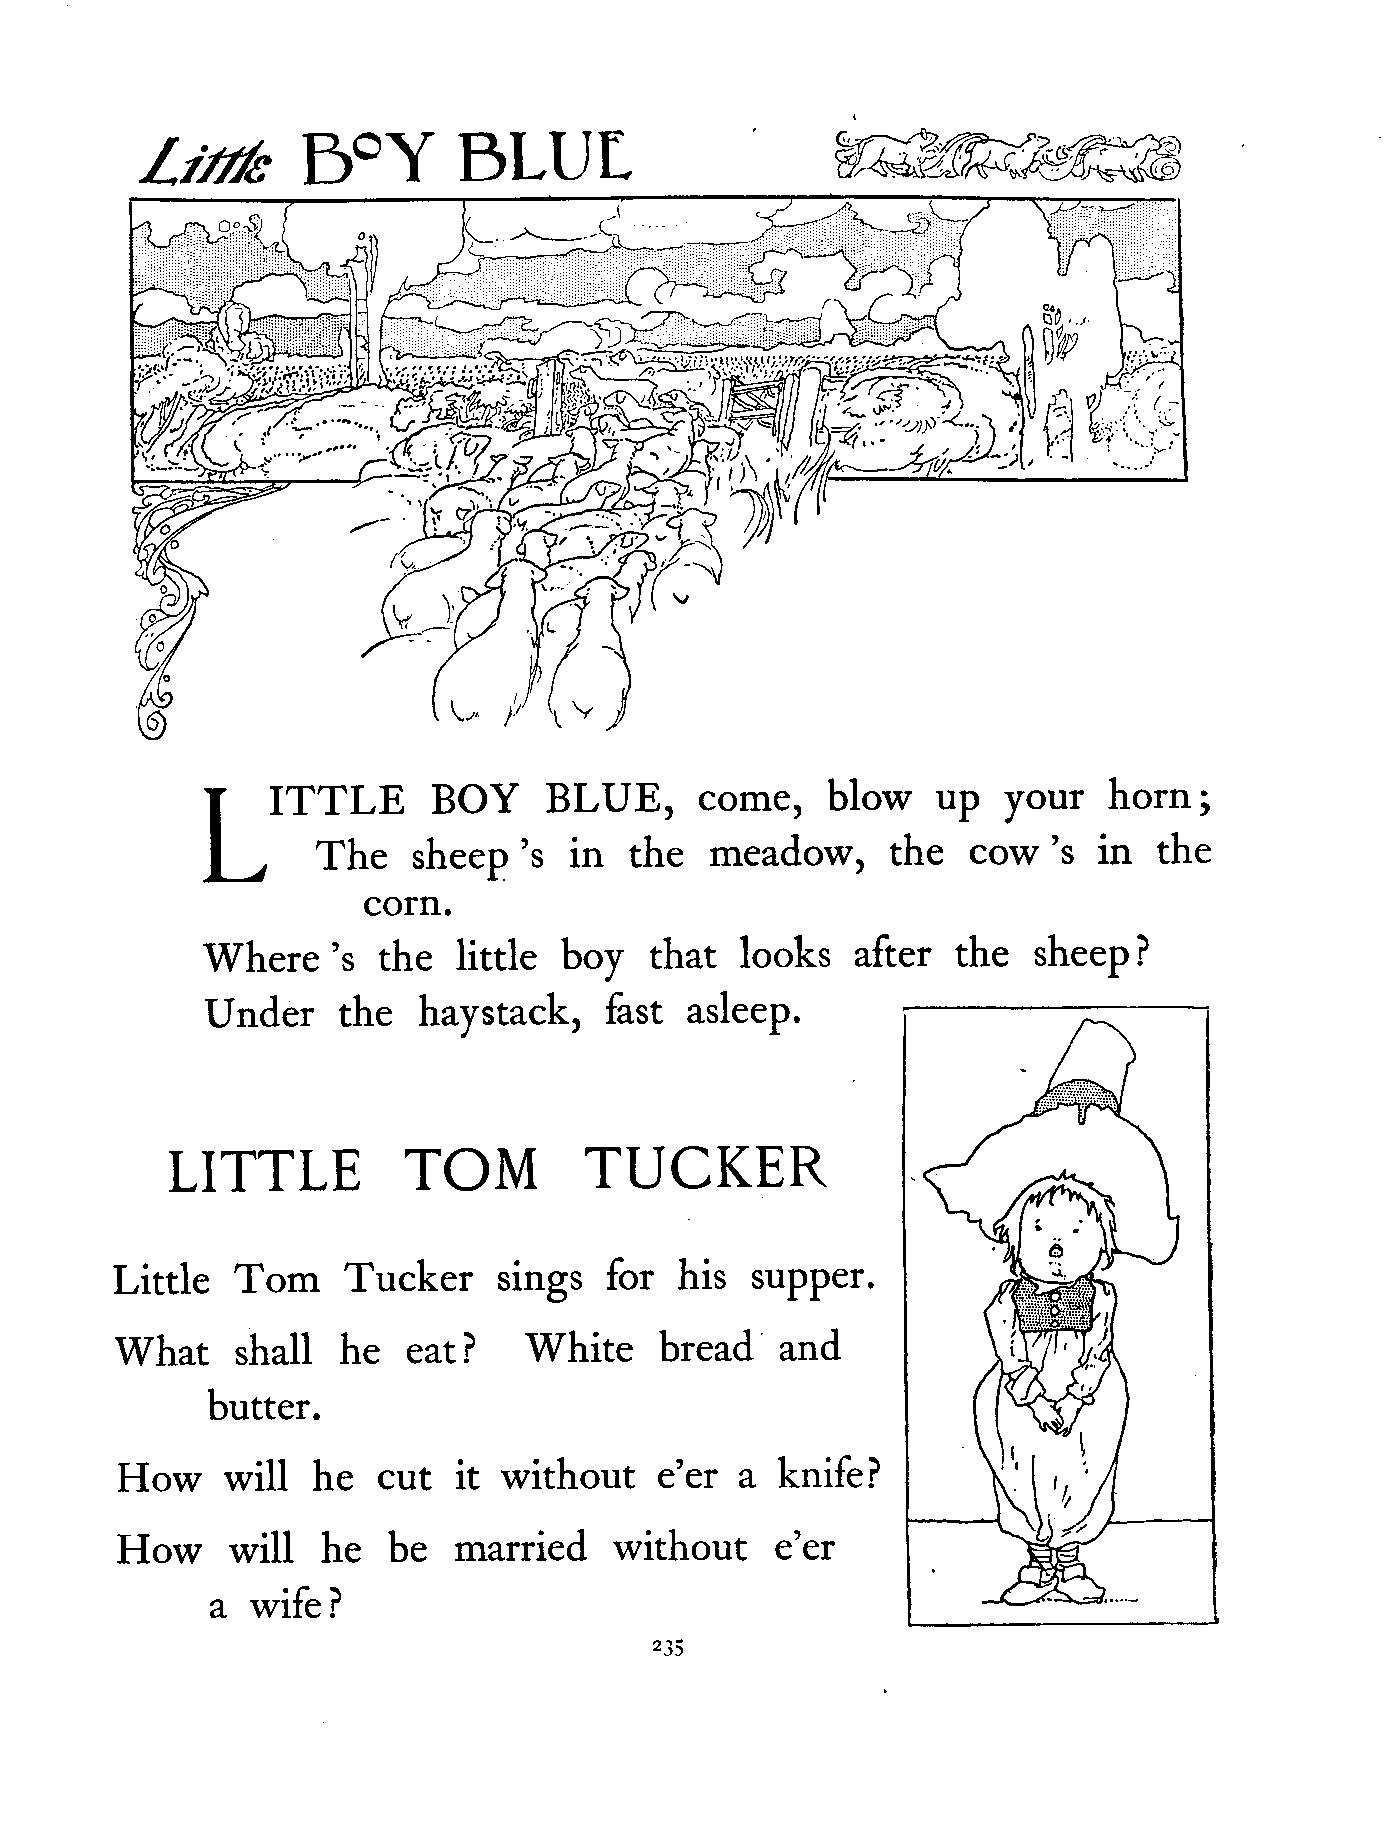 Little BOY BLUE
LITTLE BOY BLUE, come, blow up your horn;
The sheep 's in the meadow, the cow 's in the
corn.
Where 's the little boy that looks after the sheep?
Under the haystack, fast asleep.
LITTLE TOM TUCKER
Little Tom Tucker sings for his supper.
What shall he eat? White bread and
butter.
How will he cut it without e'er a knife?
How will he be married without e'er
a wife?
235